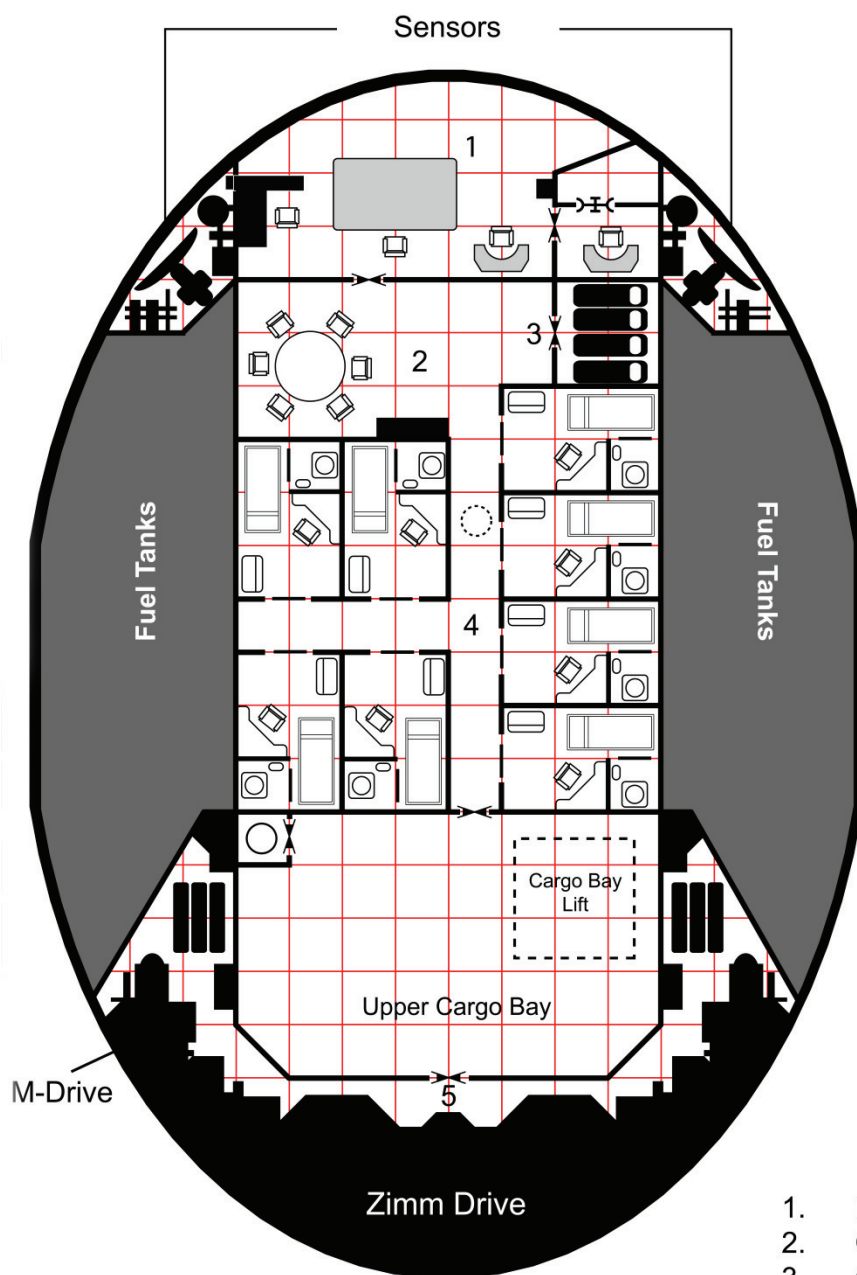 Sensors
1
2
3
Fuel Tanks
Fuel Tanks
4
Cargo Bay
Lift
Upper Cargo Bay
M-Drive
5
Zimm Drive
1.
2.
3.